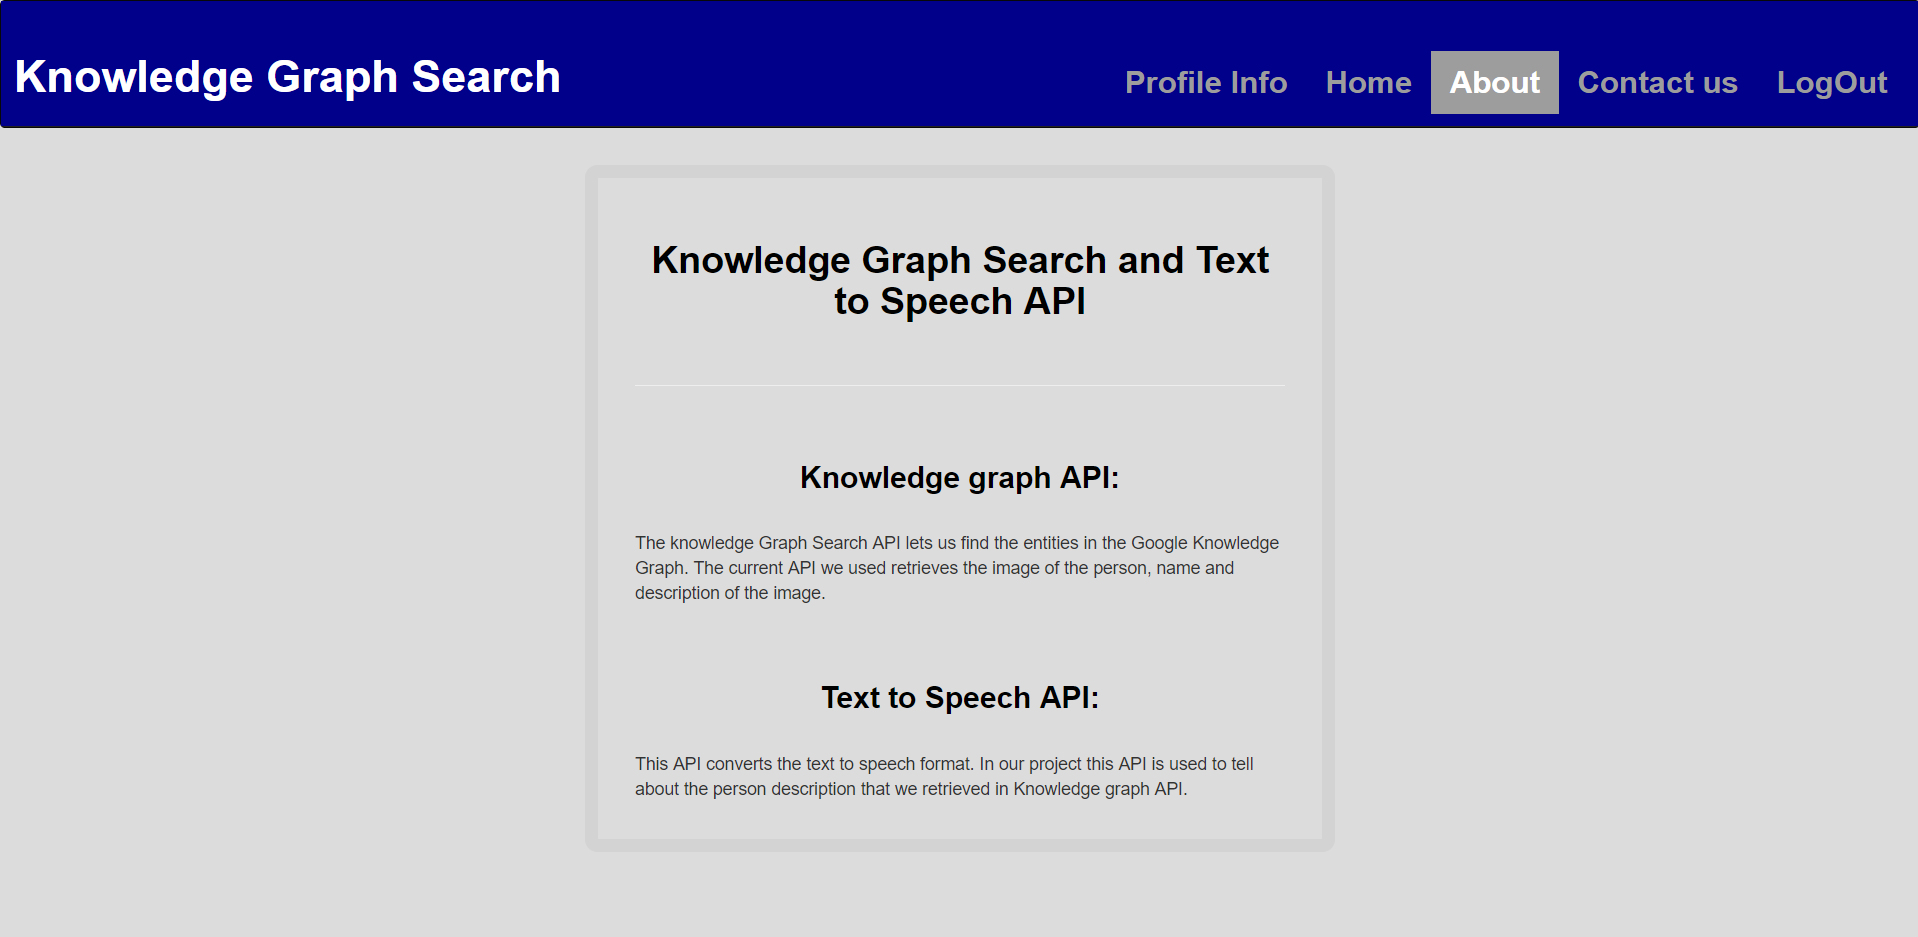 Knowledge Graph Search
Profile Info
Home
About
Contact us
LogOut
Knowledge Graph Search and Text
to Speech API
Knowledge graph API:
The knowledge Graph Search API lets us find the entities in the Google Knowledge
Graph. The current API we used retrieves the image of the person, name and
description of the image.
Text to Speech API:
This API converts the text to speech format. In our project this API is used to tell
about the person description that we retrieved in Knowledge graph API.